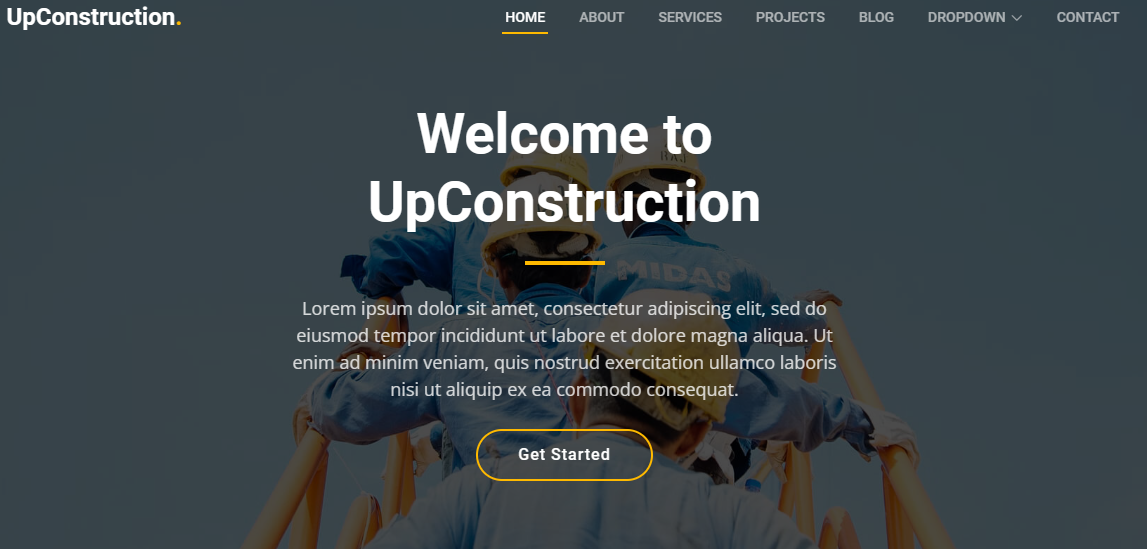 UpConstruction.
HOME ABOUT SERVICES PROJECTS BLOG DROPDOWN CONTACT
Welcome to
UpConstruction
MIDAS
Lorem ipsum dolor sit amet, consectetur adipiscing elit, sed do
eiusmod tempor incididunt ut labore et dolore magna aliqua. Ut
enim ad minim veniam, quis nostrud exercitation ullamco laboris
nisi ut aliquip ex ea commodo consequat.
Get Started